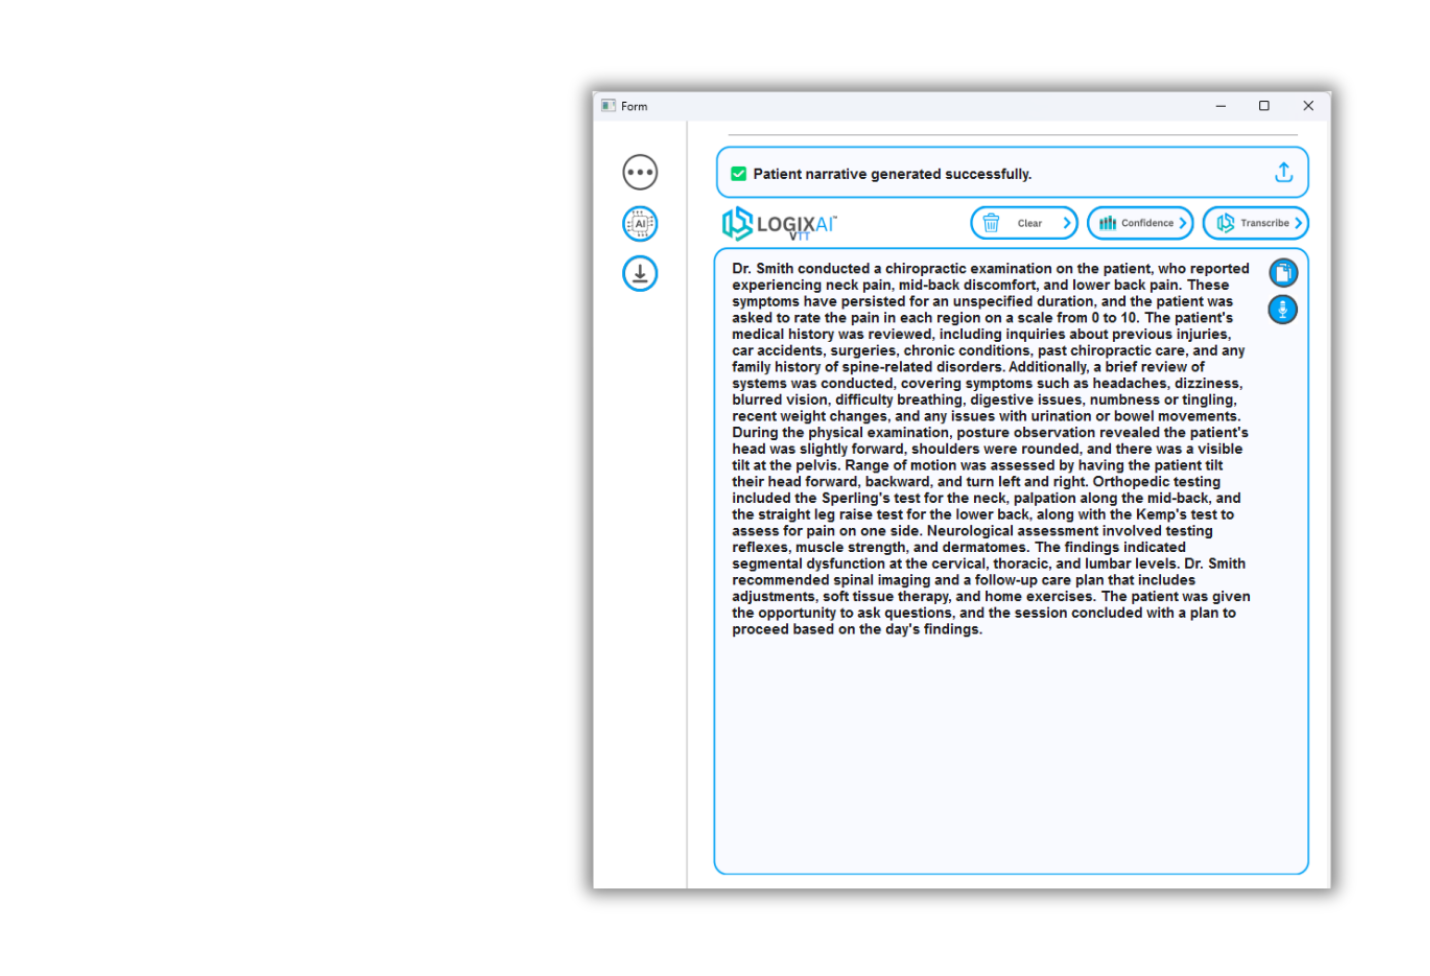 Form
Patient narrative generated successfully.
LOGIXAI™
VTT
Clear
Confidence
Transcribe
AI
Dr. Smith conducted a chiropractic examination on the patient, who reported
experiencing neck pain, mid-back discomfort, and lower back pain. These
symptoms have persisted for an unspecified duration, and the patient was
asked to rate the pain in each region on a scale from 0 to 10. The patient's
medical history was reviewed, including inquiries about previous injuries,
car accidents, surgeries, chronic conditions, past chiropractic care, and any
family history of spine-related disorders. Additionally, a brief review of
systems was conducted, covering symptoms such as headaches, dizziness,
blurred vision, difficulty breathing, digestive issues, numbness or tingling,
recent weight changes, and any issues with urination or bowel movements.
During the physical examination, posture observation revealed the patient's
head was slightly forward, shoulders were rounded, and there was a visible
tilt at the pelvis. Range of motion was assessed by having the patient tilt
their head forward, backward, and turn left and right. Orthopedic testing
included the Sperling's test for the neck, palpation along the mid-back, and
the straight leg raise test for the lower back, along with the Kemp's test to
assess for pain on one side. Neurological assessment involved testing
reflexes, muscle strength, and dermatomes. The findings indicated
segmental dysfunction at the cervical, thoracic, and lumbar levels. Dr. Smith
recommended spinal imaging and a follow-up care plan that includes
adjustments, soft tissue therapy, and home exercises. The patient was given
the opportunity to ask questions, and the session concluded with a plan to
proceed based on the day's findings.